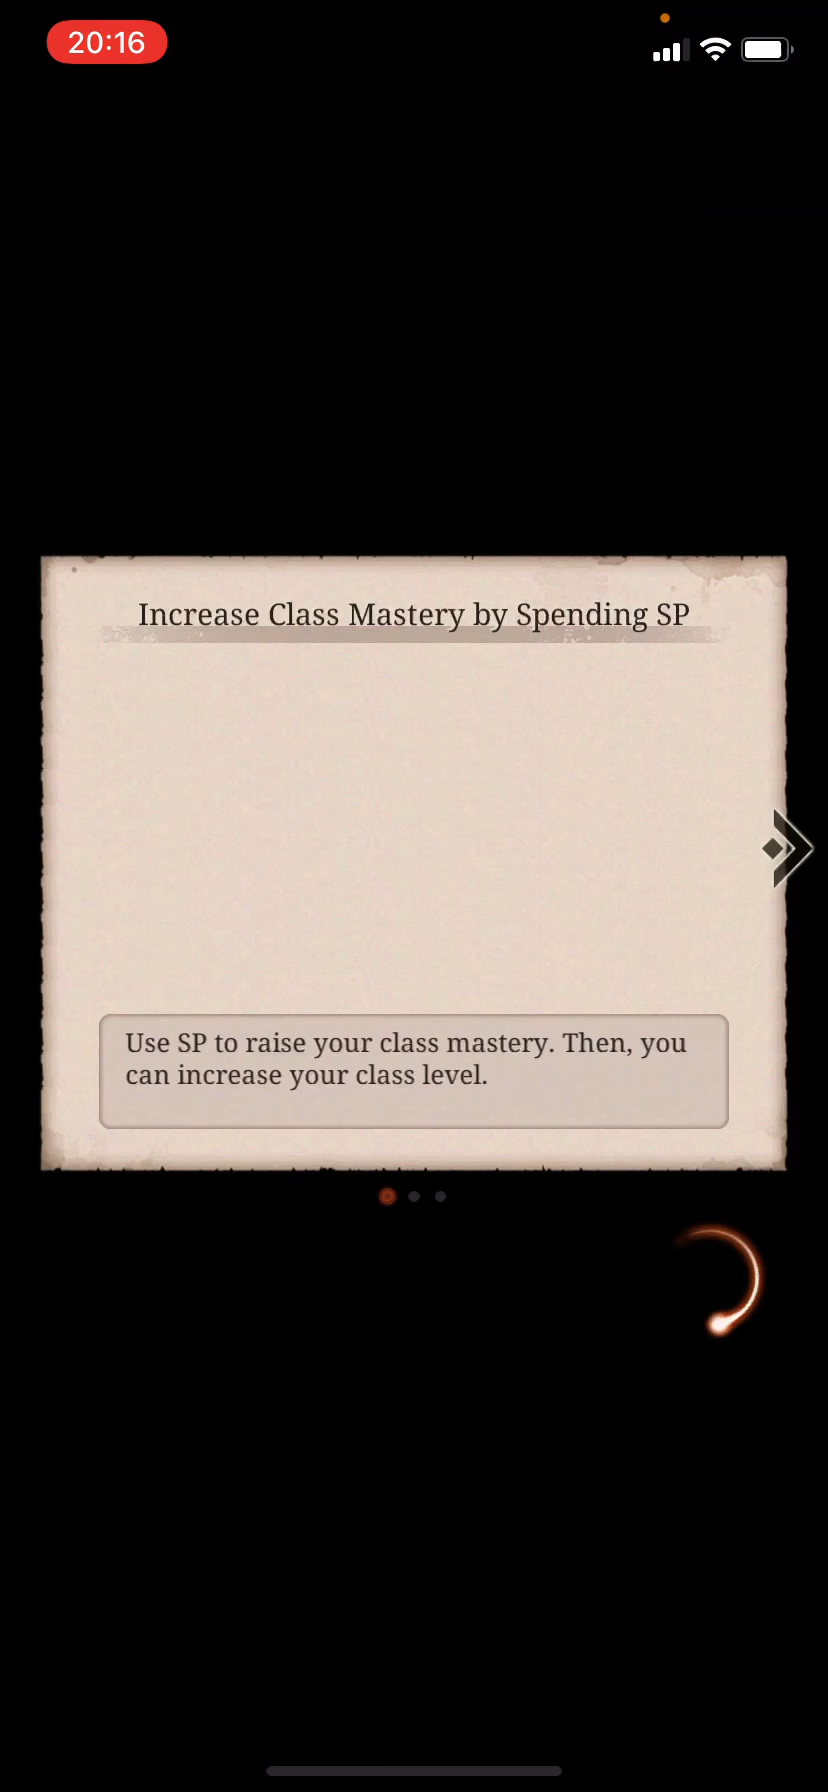 20:16
Increase Class Mastery by Spending SP
Use SP to raise your class mastery. Then, you
can increase your class level.